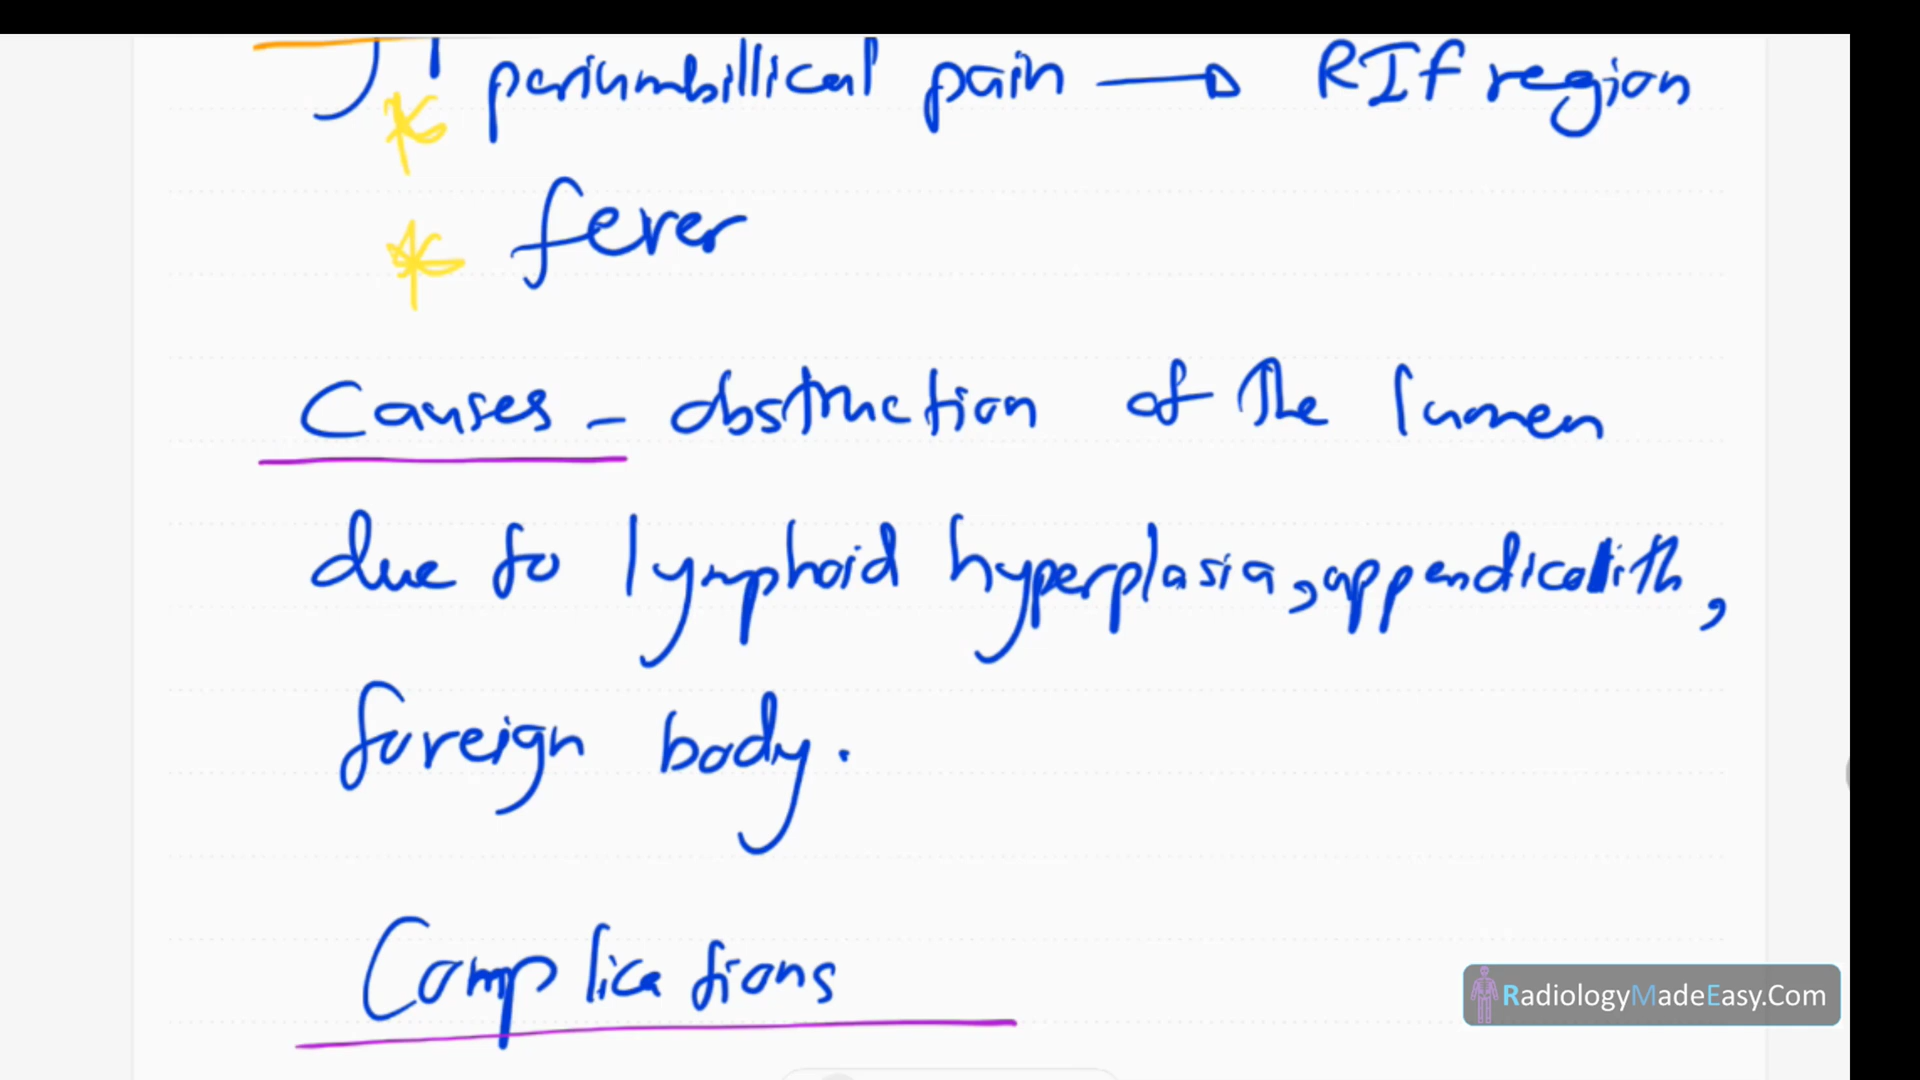 * periumbillical pain → RIF region
* fever
Causes - obstruction of the lumen
due to lymphoid hyperplasia, appendicolith,
foreign body.
Complications
RadiologyMadeEasy.Com